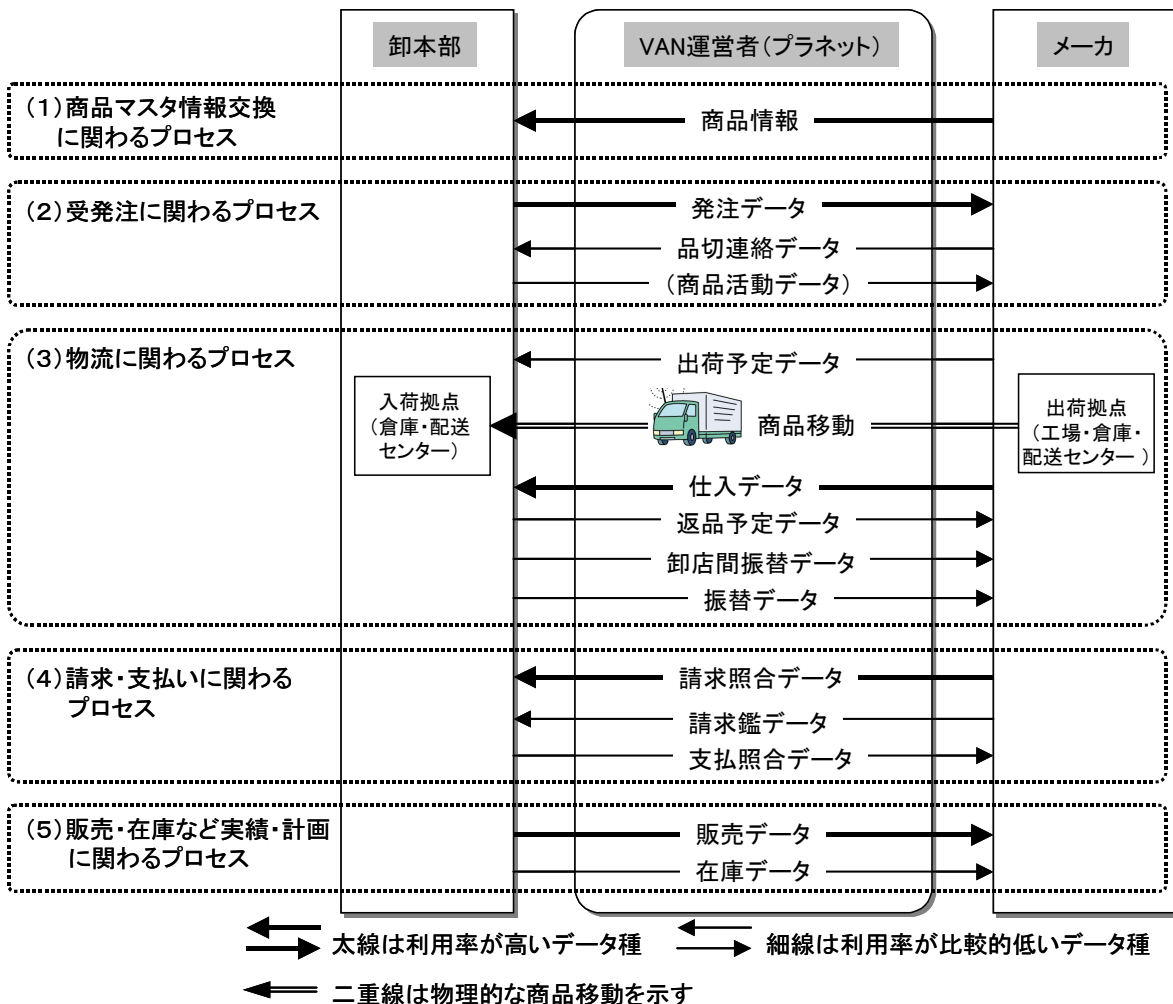 卸本部
VAN運営者(プラネット)
メーカ
(1)商品マスタ情報交換
に関わるプロセス
商品情報
(2)受発注に関わるプロセス
発注データ
品切連絡データ
(商品活動データ)
(3)物流に関わるプロセス
出荷予定データ
入荷拠点
(倉庫・配送
センター)
商品移動
出荷拠点
(工場・倉庫・
配送センター )
仕入データ
返品予定データ
卸店間振替データ
振替データ
(4)請求・支払いに関わる
プロセス
請求照合データ
請求鑑データ
支払照合データ
(5)販売・在庫など実績・計画
に関わるプロセス
販売データ
在庫データ
太線は利用率が高いデータ種
細線は利用率が比較的低いデータ種
二重線は物理的な商品移動を示す